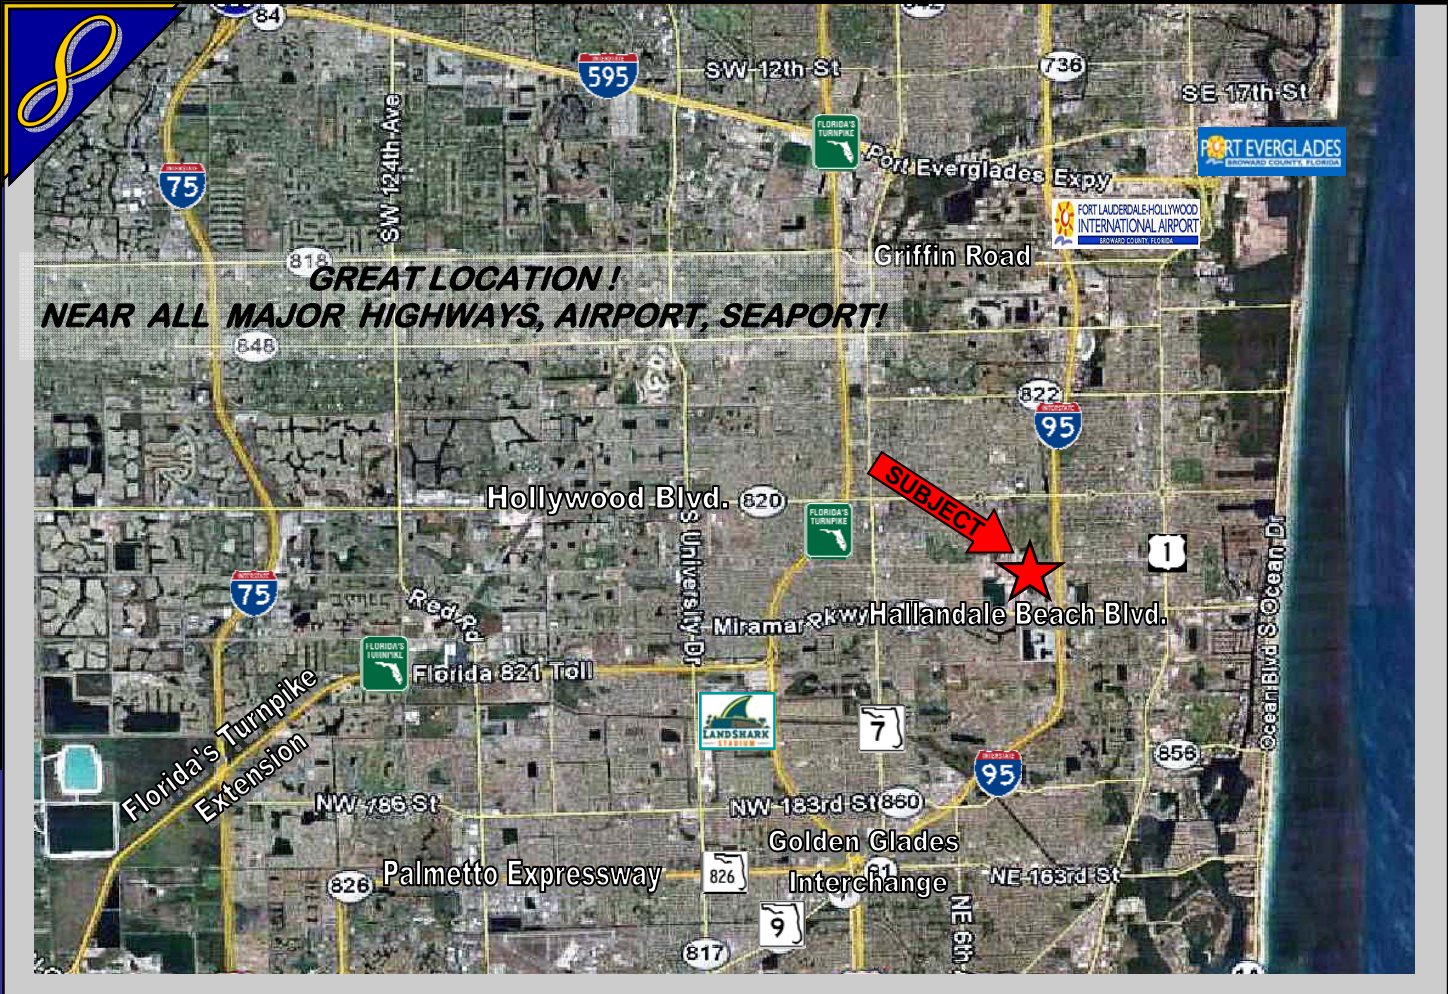 84
INTERSTATE
595
SW 12th St
736
SE 17th St
SW 124th Ave
FLORIDA'S
TURNPIKE
PORT EVERGLADES
BROWARD COUNTY, FLORIDA
Port Everglades Expy
INTERSTATE
75
FORT LAUDERDALE-HOLLYWOOD
INTERNATIONAL AIRPORT
BROWARD COUNTY, FLORIDA
Griffin Road
818
GREAT LOCATION !
NEAR ALL MAJOR HIGHWAYS, AIRPORT, SEAPORT!
848
822
INTERSTATE
95
SUBJECT
Hollywood Blvd.
820
FLORIDA'S
TURNPIKE
S University Dr
1
Ocean Blvd S Ocean Dr
INTERSTATE
75
Red Rd
Miramar Pkwy
Hallandale Beach Blvd.
FLORIDA'S
TURNPIKE
Florida 821 Toll
Florida's Turnpike
Extension
LANDSHARK
STADIUM
7
856
INTERSTATE
95
NW 186 St
NW 183rd St
860
Golden Glades
Interchange
Palmetto Expressway
826
826
NE 163rd St
9
NE 6th
817